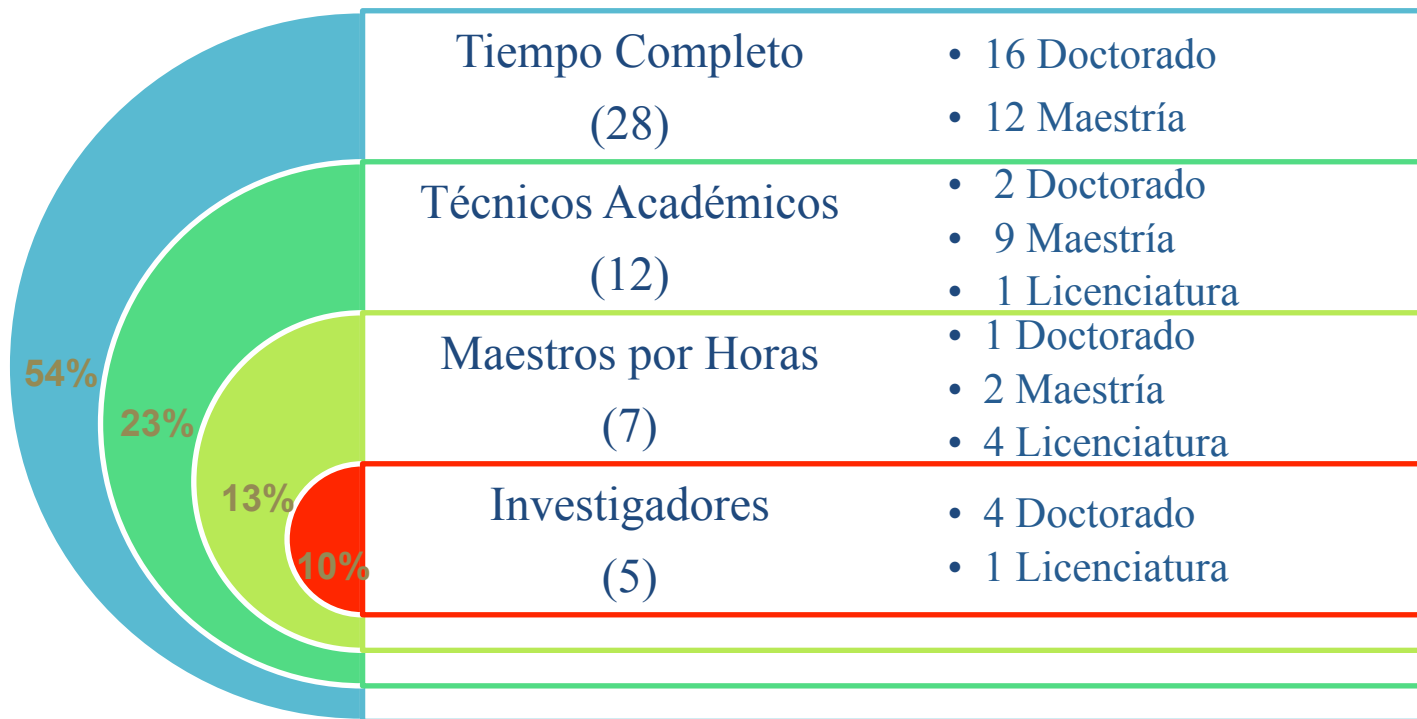 Tiempo Completo
(28)
• 16 Doctorado
• 12 Maestría
Técnicos Académicos
(12)
• 2 Doctorado
• 9 Maestría
• 1 Licenciatura
Maestros por Horas
(7)
• 1 Doctorado
• 2 Maestría
• 4 Licenciatura
Investigadores
(5)
• 4 Doctorado
• 1 Licenciatura
54%
23%
13%
10%